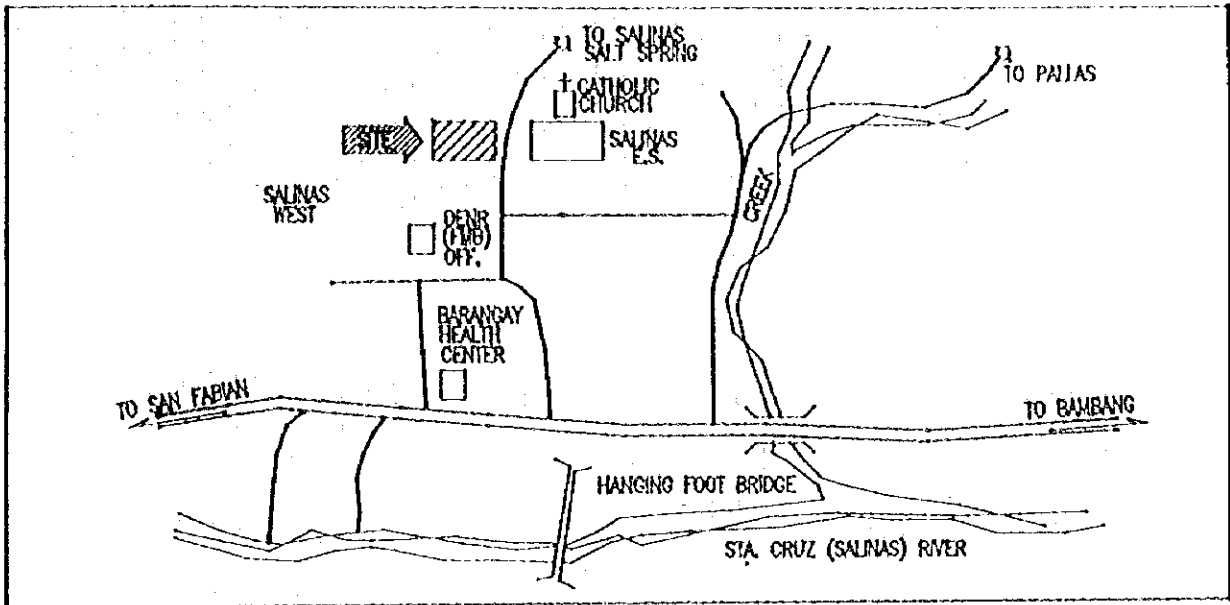 TO SALINAS
SALT SPRING
CATHOLIC
CHURCH
TO PALLAS
SITE
SALINAS
E.S.
SALINAS
WEST
CREEK
DENR
(FMB)
OFF.
BARANGAY
HEALTH
CENTER
TO SAN FABIAN
TO BAMBANG
HANGING FOOT BRIDGE
STA. CRUZ (SALINAS) RIVER